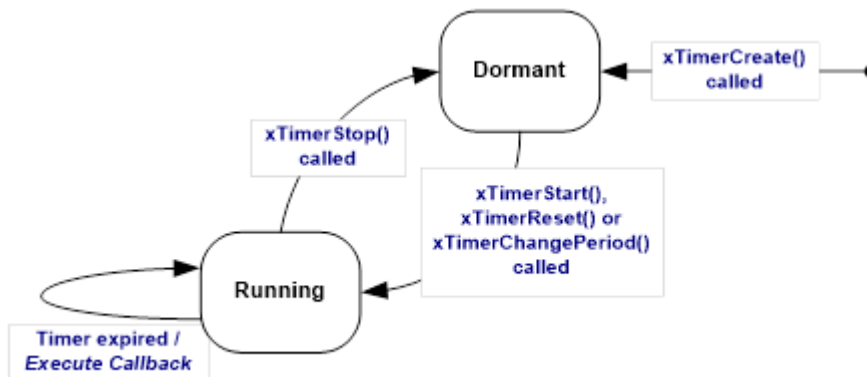 Dormant
xTimerCreate()
called
xTimerStop()
called
xTimerStart(),
xTimerReset() or
xTimerChangePeriod()
called
Running
Timer expired /
Execute Callback